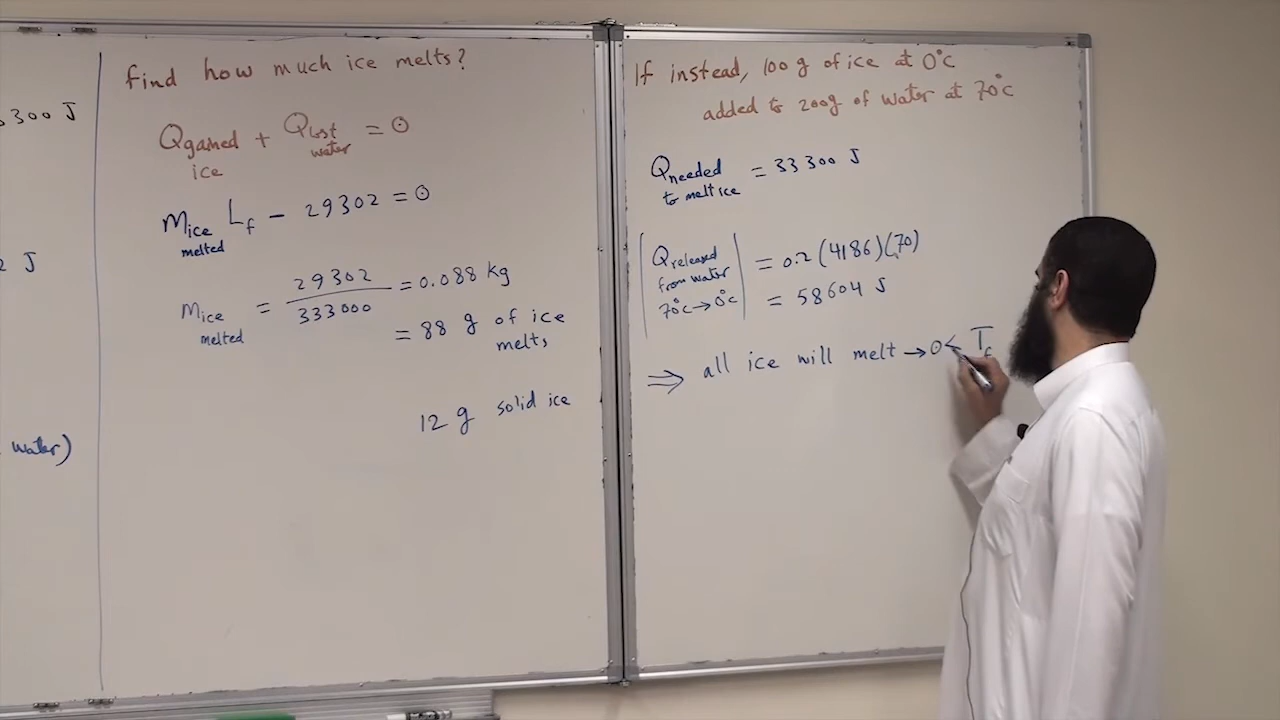 3300 J
J
water)
find how much ice melts?
Qgained + Qlost = 0
ice water
Mice Lf - 29302 = 0
melted
Mice = 29302 / 333000 = 0.088 kg
melted
= 88 g of ice
melts
12 g solid ice
If instead, 100 g of ice at 0°C
added to 200g of water at 70°C
Qneeded = 33300 J
to melt ice
|Qreleased| = 0.2 (4186)(70)
from water
70°C → 0°C = 58604 J
⇒ all ice will melt → 0 < Tf